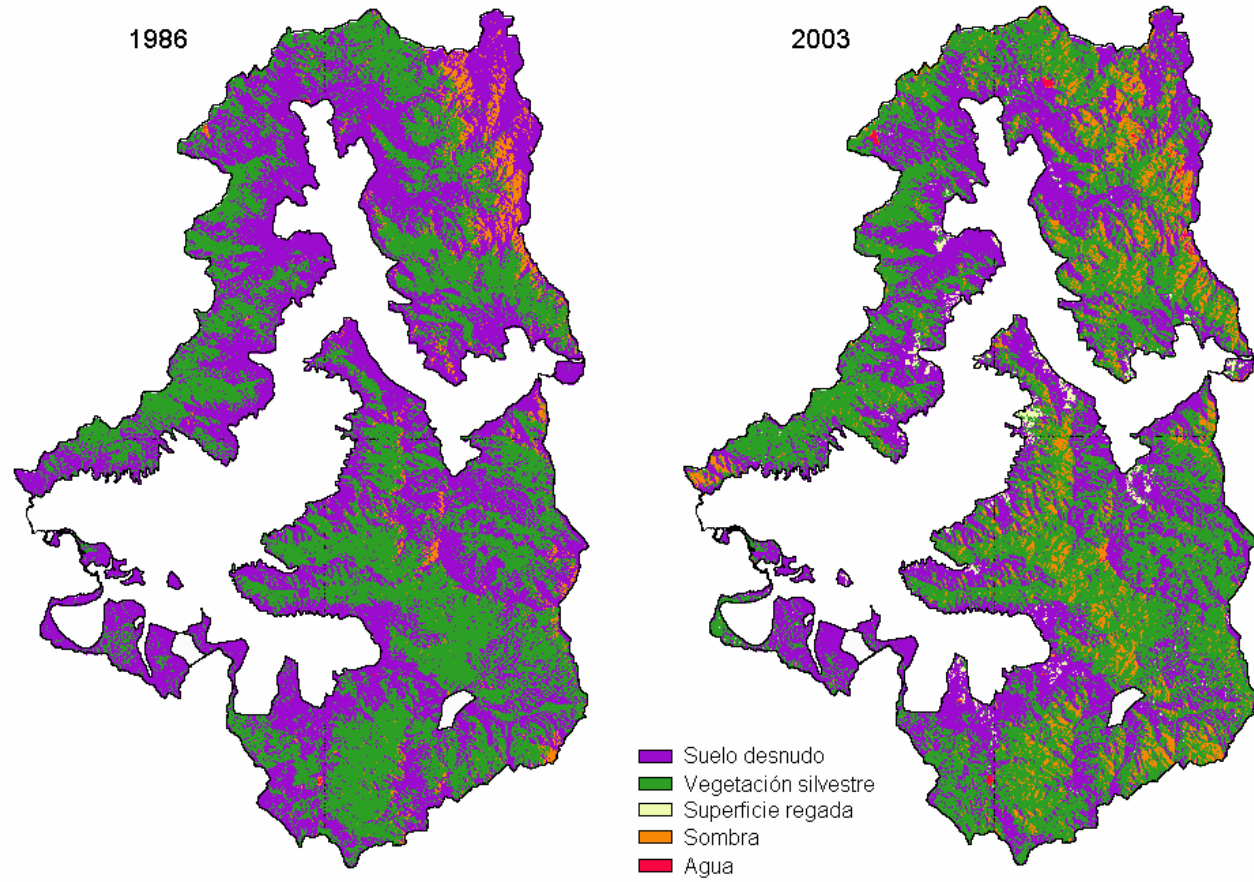 1986
2003
Suelo desnudo
Vegetación silvestre
Superficie regada
Sombra
Agua